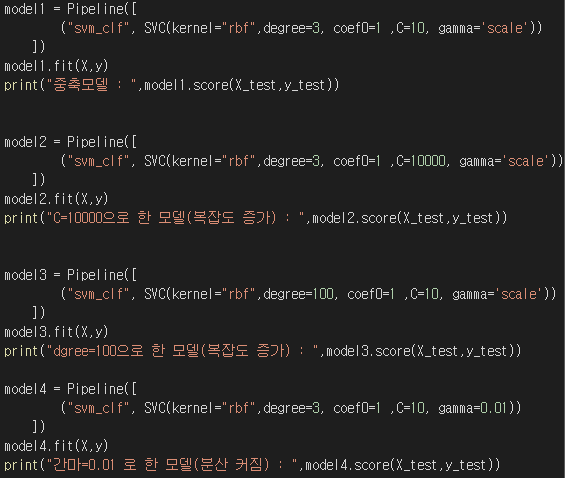 model1 = Pipeline([
("svm_clf", SVC(kernel="rbf",degree=3, coef0=1 ,C=10, gamma='scale'))
])
model1.fit(X,y)
print("중축모델 : ",model1.score(X_test,y_test))
model2 = Pipeline([
("svm_clf", SVC(kernel="rbf",degree=3, coef0=1 ,C=10000, gamma='scale'))
])
model2.fit(X,y)
print("C=10000으로 한 모델(복잡도 증가) : ",model2.score(X_test,y_test))
model3 = Pipeline([
("svm_clf", SVC(kernel="rbf",degree=100, coef0=1 ,C=10, gamma='scale'))
])
model3.fit(X,y)
print("dgree=100으로 한 모델(복잡도 증가) : ",model3.score(X_test,y_test))
model4 = Pipeline([
("svm_clf", SVC(kernel="rbf",degree=3, coef0=1 ,C=10, gamma=0.01))
])
model4.fit(X,y)
print("간마=0.01 로 한 모델(분산 커짐) : ",model4.score(X_test,y_test))